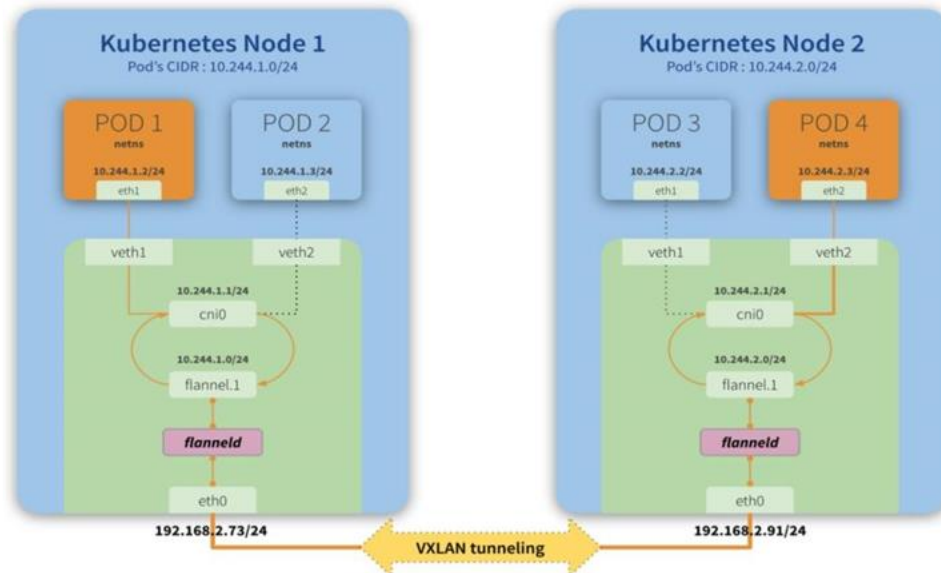 Kubernetes Node 1
Pod's CIDR : 10.244.1.0/24
POD 1
netns
10.244.1.2/24
eth1
POD 2
netns
10.244.1.3/24
eth2
veth1
veth2
10.244.1.1/24
cni0
10.244.1.0/24
flannel.1
flanneld
eth0
192.168.2.73/24
Kubernetes Node 2
Pod's CIDR : 10.244.2.0/24
POD 3
netns
10.244.2.2/24
eth1
POD 4
netns
10.244.2.3/24
eth2
veth1
veth2
10.244.2.1/24
cni0
10.244.2.0/24
flannel.1
flanneld
eth0
192.168.2.91/24
VXLAN tunneling